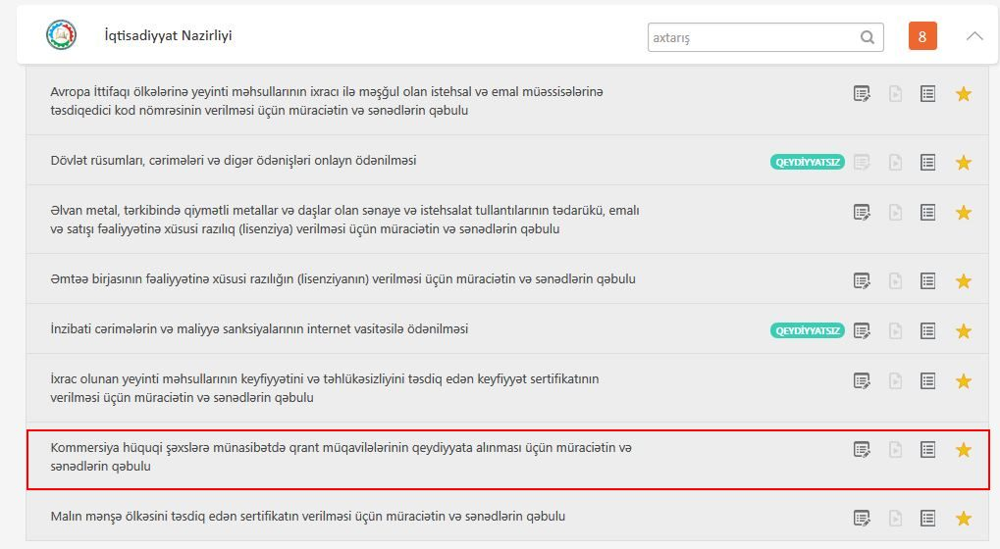 İqtisadiyyat Nazirliyi
axtarış
8
Avropa İttifaqı ölkələrinə yeyinti məhsullarının ixracı ilə məşğul olan istehsal və emal müəssisələrinə
təsdiqedici kod nömrəsinin verilməsi üçün müraciətin və sənədlərin qəbulu
Dövlət rüsumları, cərimələri və digər ödənişləri onlayn ödənilməsi
QEYDİYYATSIZ
Əlvan metal, tərkibində qiymətli metallar və daşlar olan sənaye və istehsalat tullantılarının tədarükü, emalı
və satışı fəaliyyətinə xüsusi razılıq (lisenziya) verilməsi üçün müraciətin və sənədlərin qəbulu
Əmtəə birjasının fəaliyyətinə xüsusi razılığın (lisenziyanın) verilməsi üçün müraciətin və sənədlərin qəbulu
İnzibati cərimələrin və maliyyə sanksiyalarının internet vasitəsilə ödənilməsi
QEYDİYYATSIZ
İxrac olunan yeyinti məhsullarının keyfiyyətini və təhlükəsizliyini təsdiq edən keyfiyyət sertifikatının
verilməsi üçün müraciətin və sənədlərin qəbulu
Kommersiya hüquqi şəxslərə münasibətdə qrant müqavilələrinin qeydiyyata alınması üçün müraciətin və
sənədlərin qəbulu
Malın mənşə ölkəsini təsdiq edən sertifikatın verilməsi üçün müraciətin və sənədlərin qəbulu